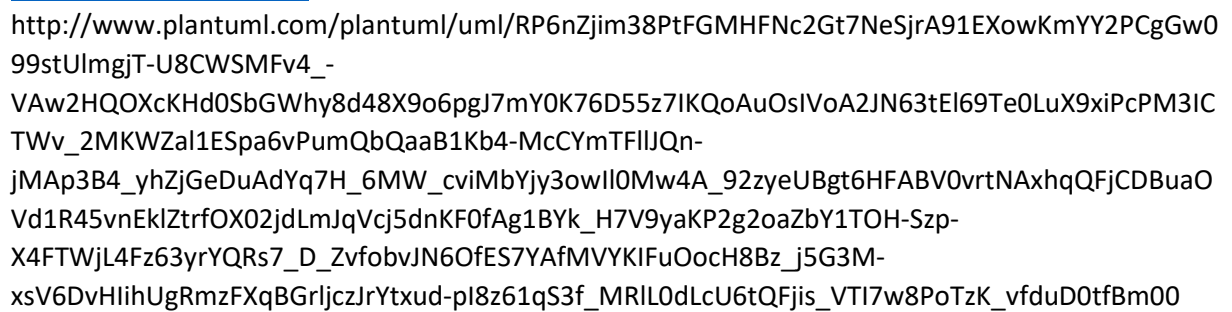 http://www.plantuml.com/plantuml/uml/RP6nZjim38PtFGMHFNc2Gt7NeSjrA91EXowKmYY2PCgGw0
99stUlmgjT-U8CWSMFv4_-
VAw2HQOXcKHd0SbGWhy8d48X9o6pgJ7mY0K76D55z7IKQoAuOsIVoA2JN63tEl69Te0LuX9xiPcPM3IC
TWv_2MKWZal1ESpa6vPumQbQaaB1Kb4-McCYmTFllJQn-
jMAp3B4_yhZjGeDuAdYq7H_6MW_cviMbYjy3owIl0Mw4A_92zyeUBgt6HFABV0vrtNAxhqQFjCDBuaO
Vd1R45vnEklZtrfOX02jdLmJqVcj5dnKF0fAg1BYk_H7V9yaKP2g2oaZbY1TOH-Szp-
X4FTWjL4Fz63yrYQRs7_D_ZvfobvJN6OfES7YAfMVYKIFuOocH8Bz_j5G3M-
xsV6DvHIihUgRmzFXqBGrljczJrYtxud-pI8z61qS3f_MRlL0dLcU6tQFjis_VTI7w8PoTzK_vfduD0tfBm00